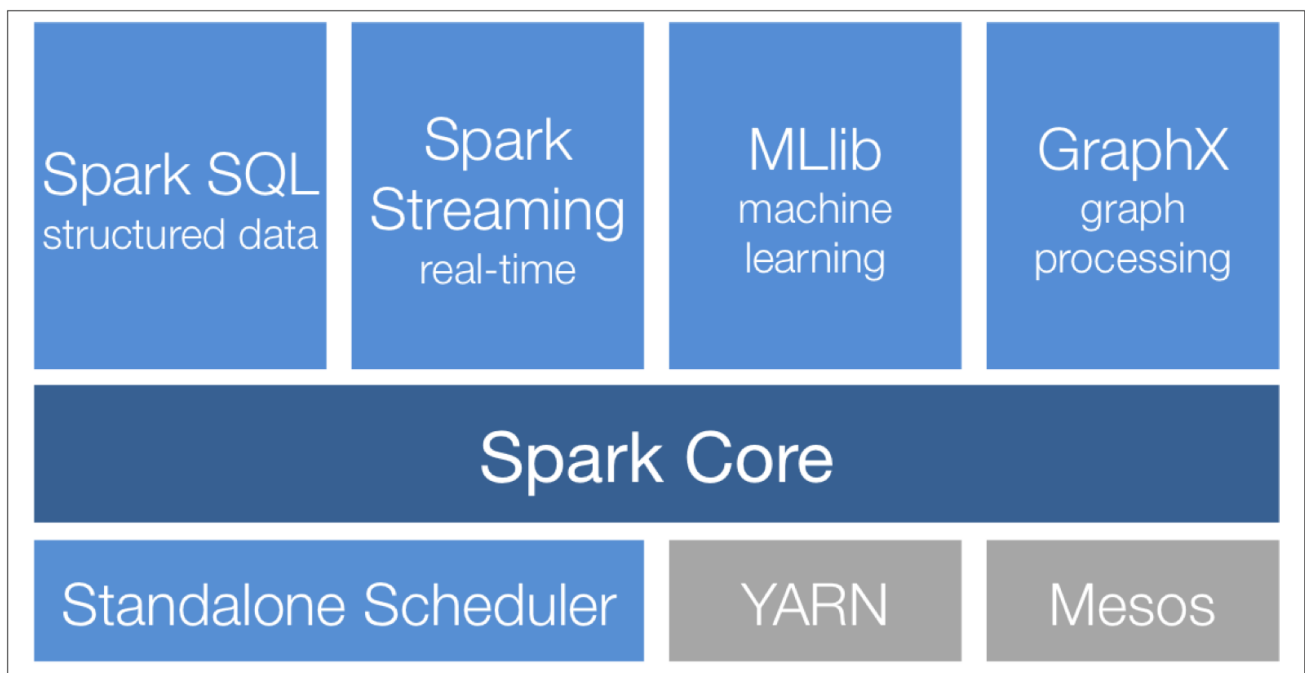 Spark SQL
structured data
Spark
Streaming
real-time
MLlib
machine
learning
GraphX
graph
processing
Spark Core
Standalone Scheduler
YARN
Mesos